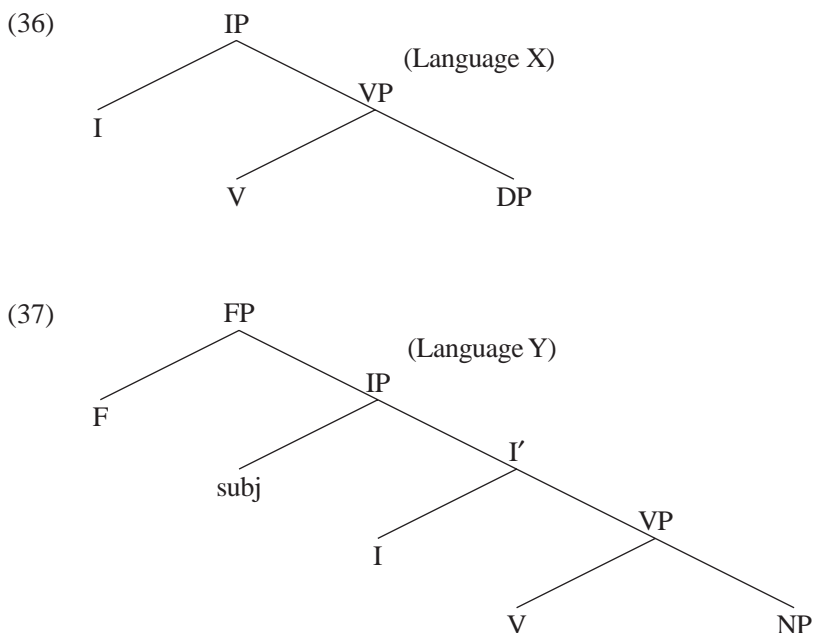 (36) IP
(Language X)
VP
I
V DP
(37) FP
(Language Y)
IP
F
I′
subj
VP
I
V NP